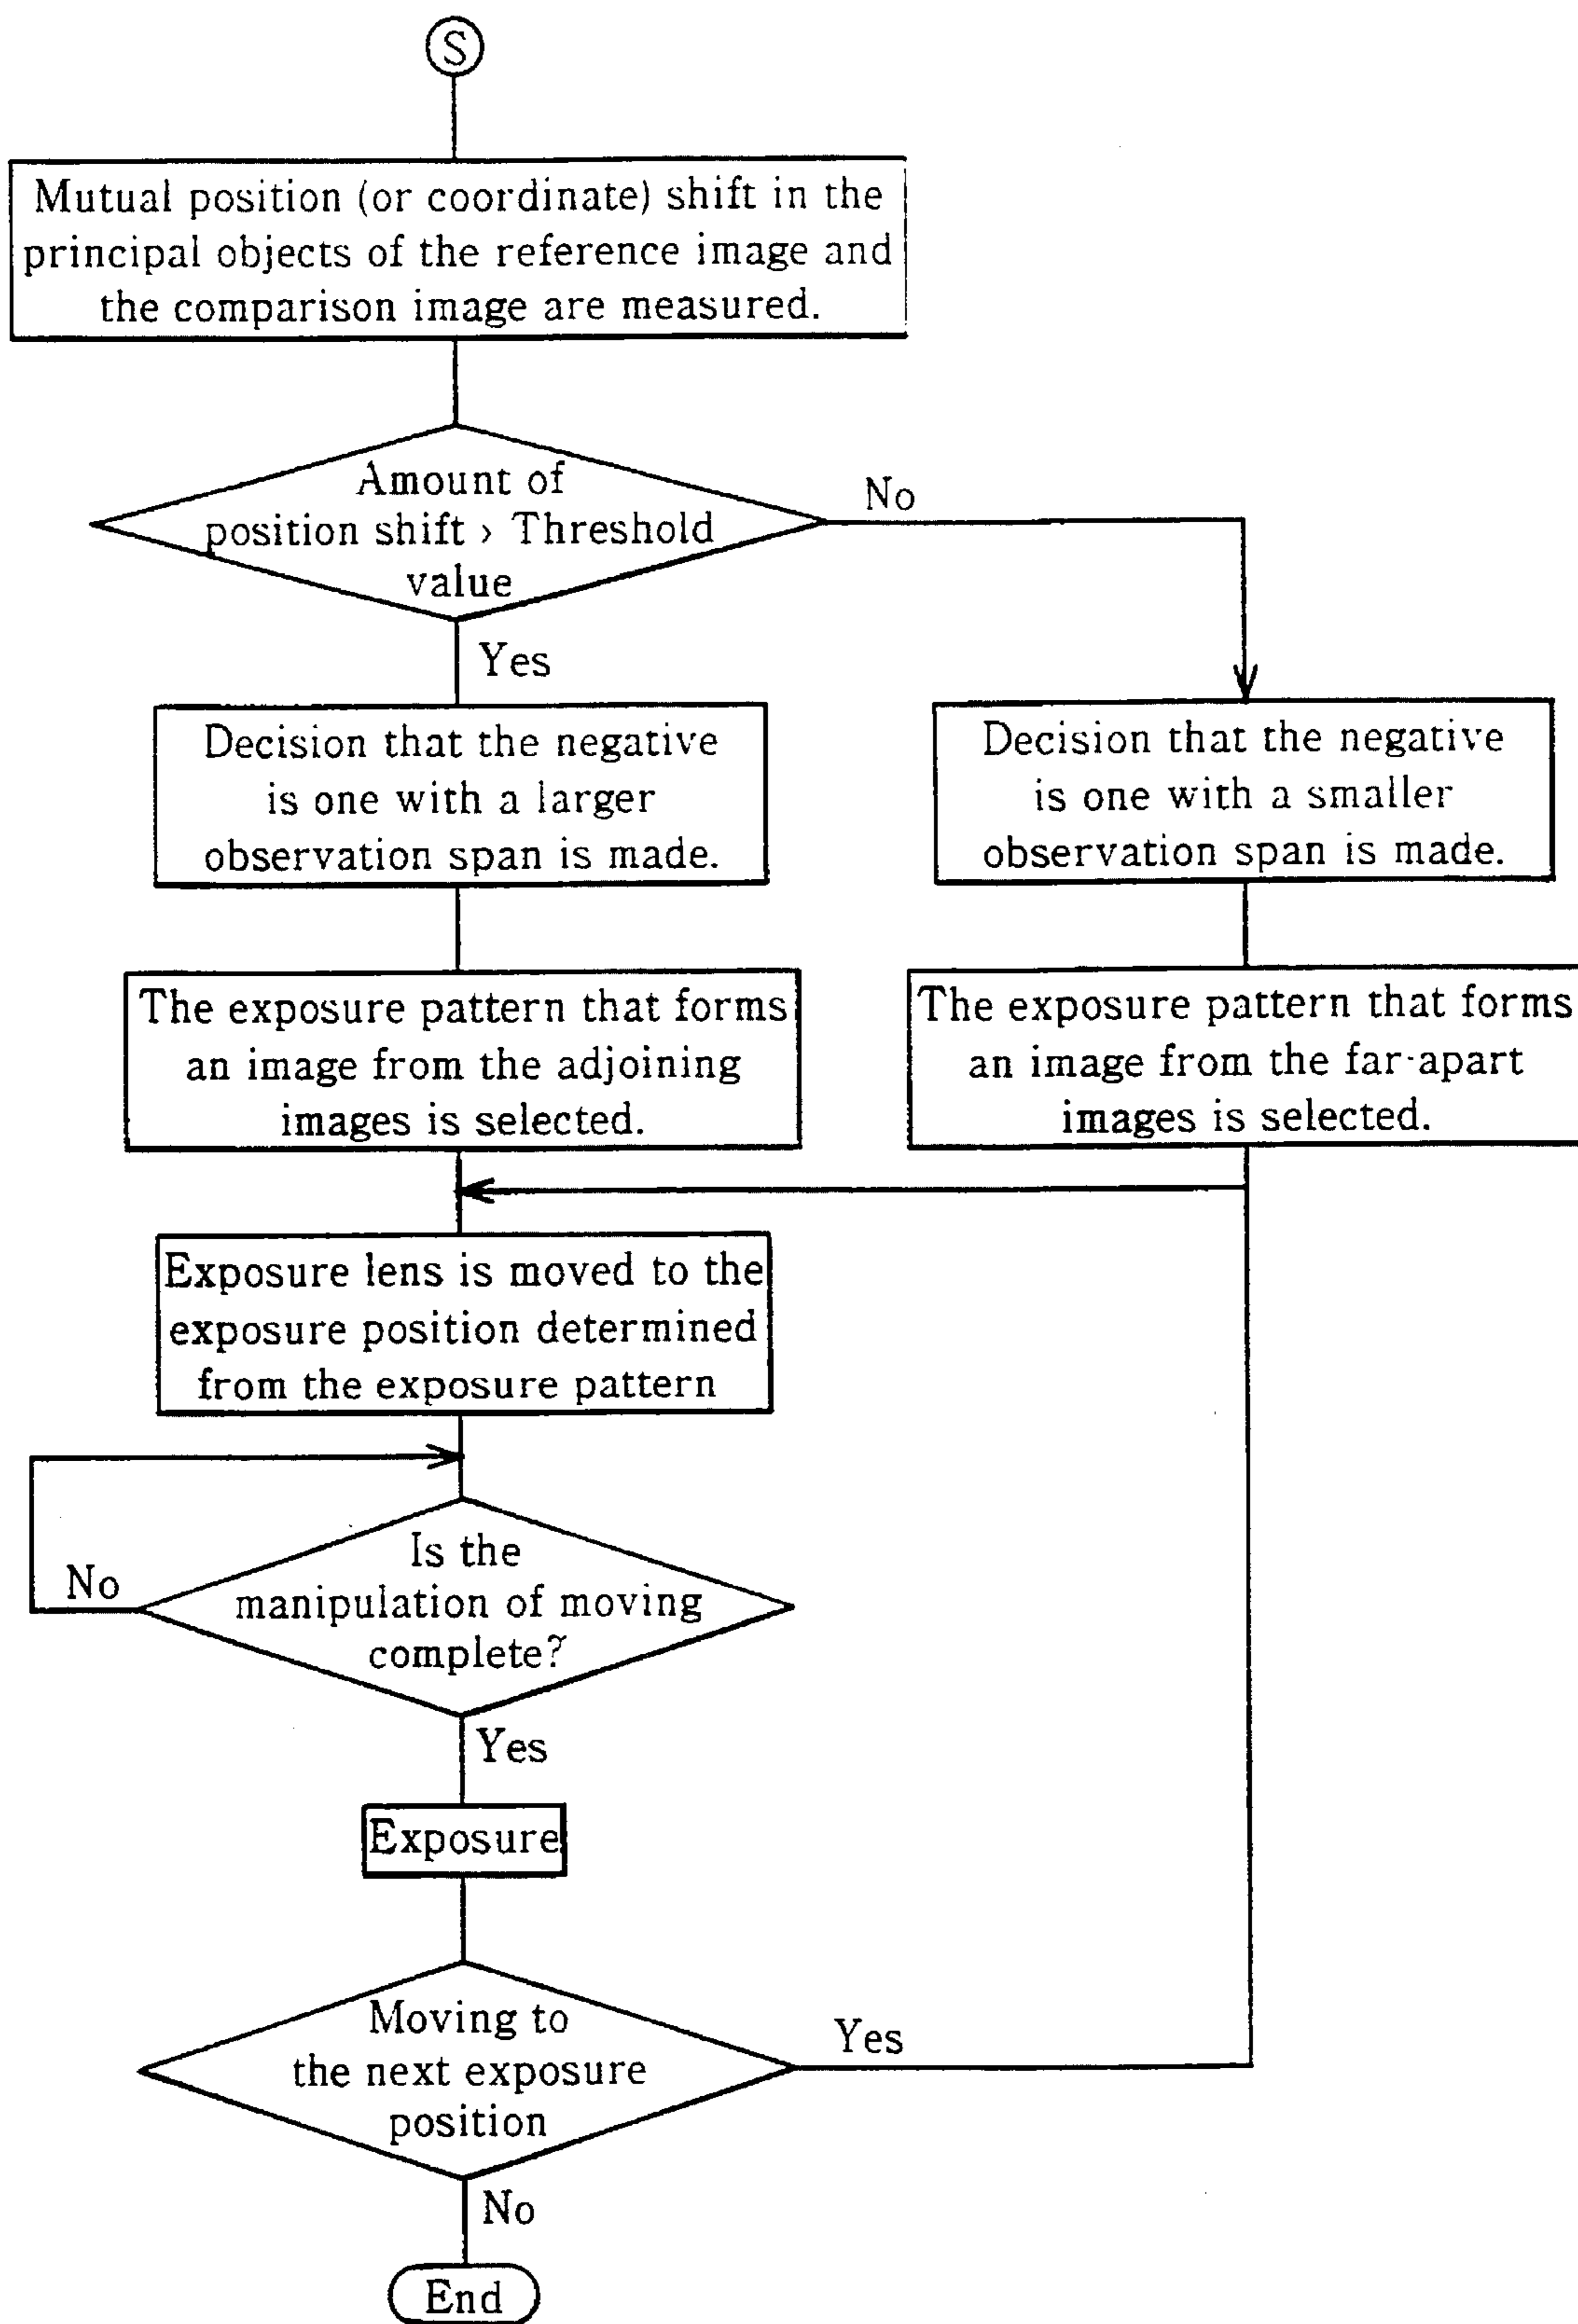 S
Mutual position (or coordinate) shift in the
principal objects of the reference image and
the comparison image are measured.
Amount of
position shift > Threshold
value
No
Yes
Decision that the negative
is one with a larger
observation span is made.
Decision that the negative
is one with a smaller
observation span is made.
The exposure pattern that forms
an image from the adjoining
images is selected.
The exposure pattern that forms
an image from the far-apart
images is selected.
Exposure lens is moved to the
exposure position determined
from the exposure pattern
Is the
manipulation of moving
complete?
No
Yes
Exposure
Moving to
the next exposure
position
Yes
No
End